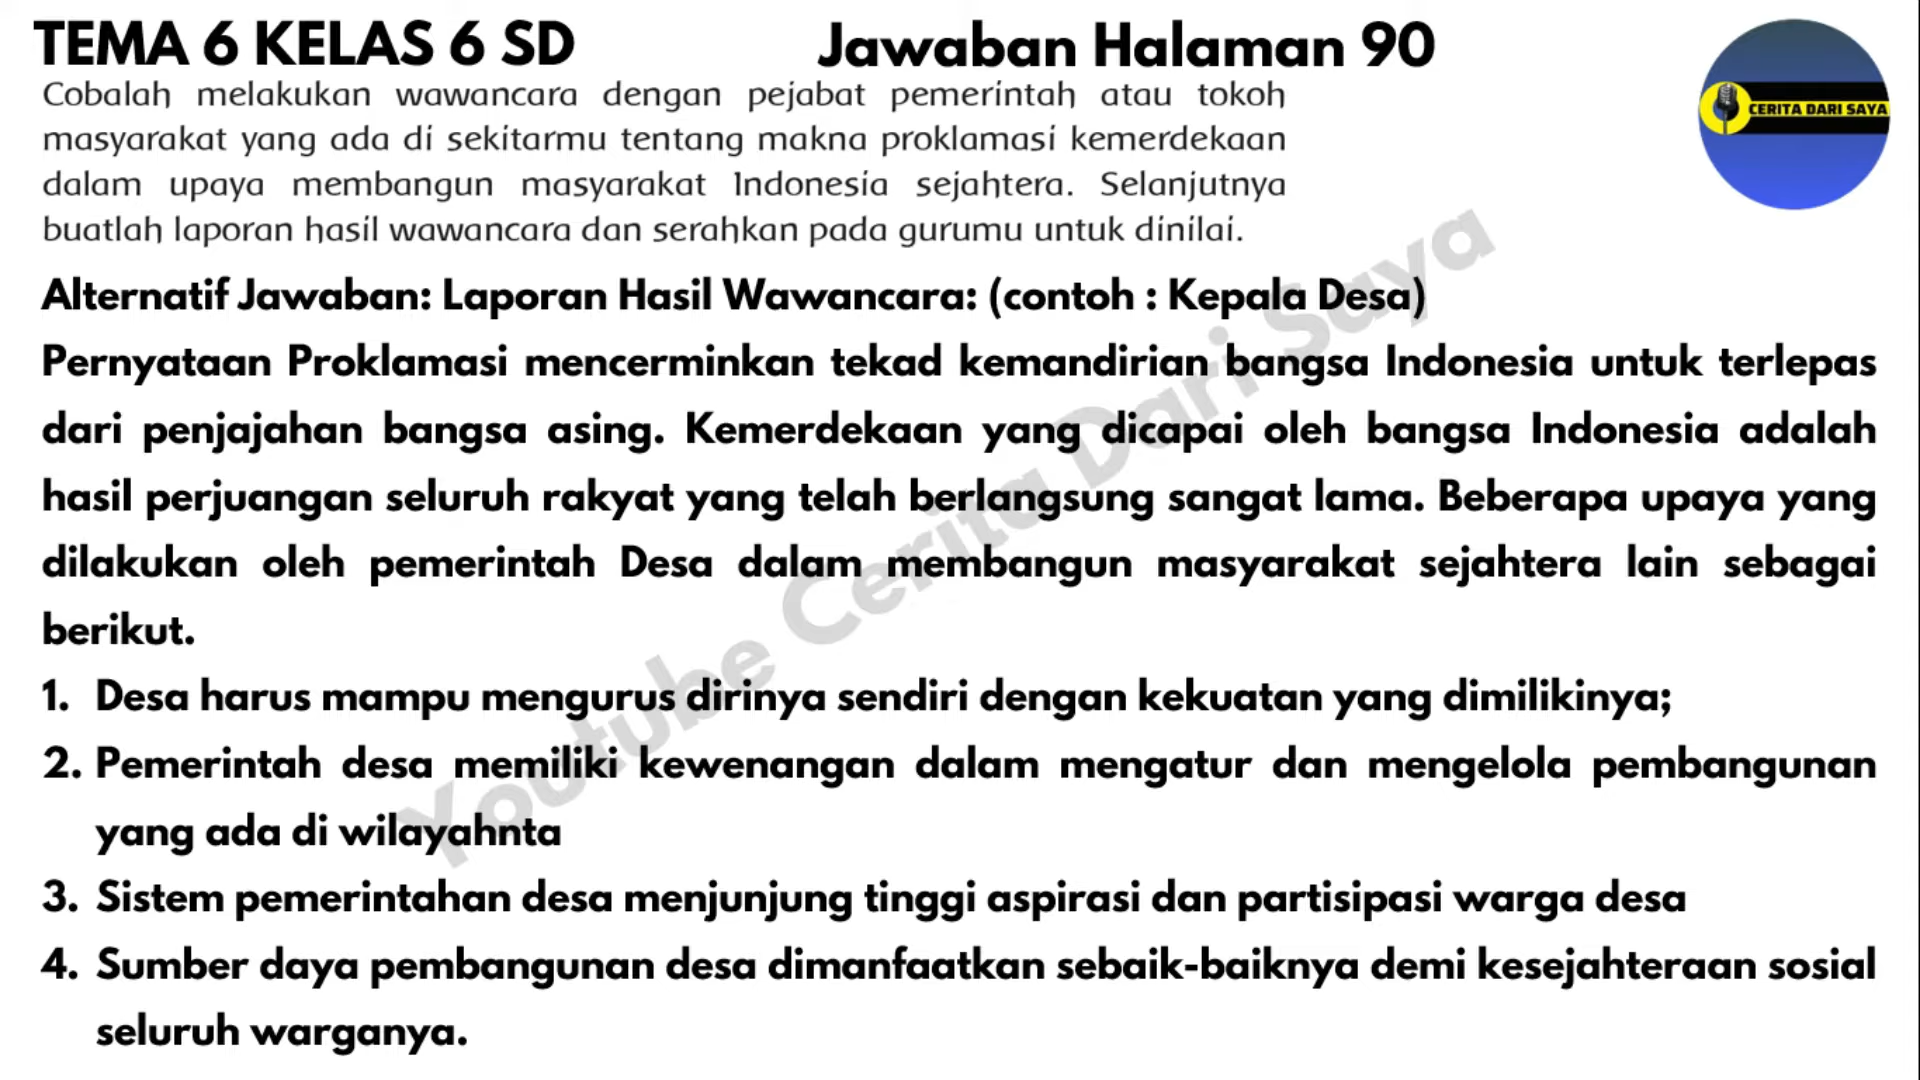 TEMA 6 KELAS 6 SD
Jawaban Halaman 90
CERITA DARI SAYA
Cobalah melakukan wawancara dengan pejabat pemerintah atau tokoh
masyarakat yang ada di sekitarmu tentang makna proklamasi kemerdekaan
dalam upaya membangun masyarakat Indonesia sejahtera. Selanjutnya
buatlah laporan hasil wawancara dan serahkan pada gurumu untuk dinilai.
Alternatif Jawaban: Laporan Hasil Wawancara: (contoh : Kepala Desa)
Pernyataan Proklamasi mencerminkan tekad kemandirian bangsa Indonesia untuk terlepas
dari penjajahan bangsa asing. Kemerdekaan yang dicapai oleh bangsa Indonesia adalah
hasil perjuangan seluruh rakyat yang telah berlangsung sangat lama. Beberapa upaya yang
dilakukan oleh pemerintah Desa dalam membangun masyarakat sejahtera lain sebagai
berikut.
1. Desa harus mampu mengurus dirinya sendiri dengan kekuatan yang dimilikinya;
2. Pemerintah desa memiliki kewenangan dalam mengatur dan mengelola pembangunan
yang ada di wilayahnta
3. Sistem pemerintahan desa menjunjung tinggi aspirasi dan partisipasi warga desa
4. Sumber daya pembangunan desa dimanfaatkan sebaik-baiknya demi kesejahteraan sosial
seluruh warganya.
Youtube Cerita Dari Saya